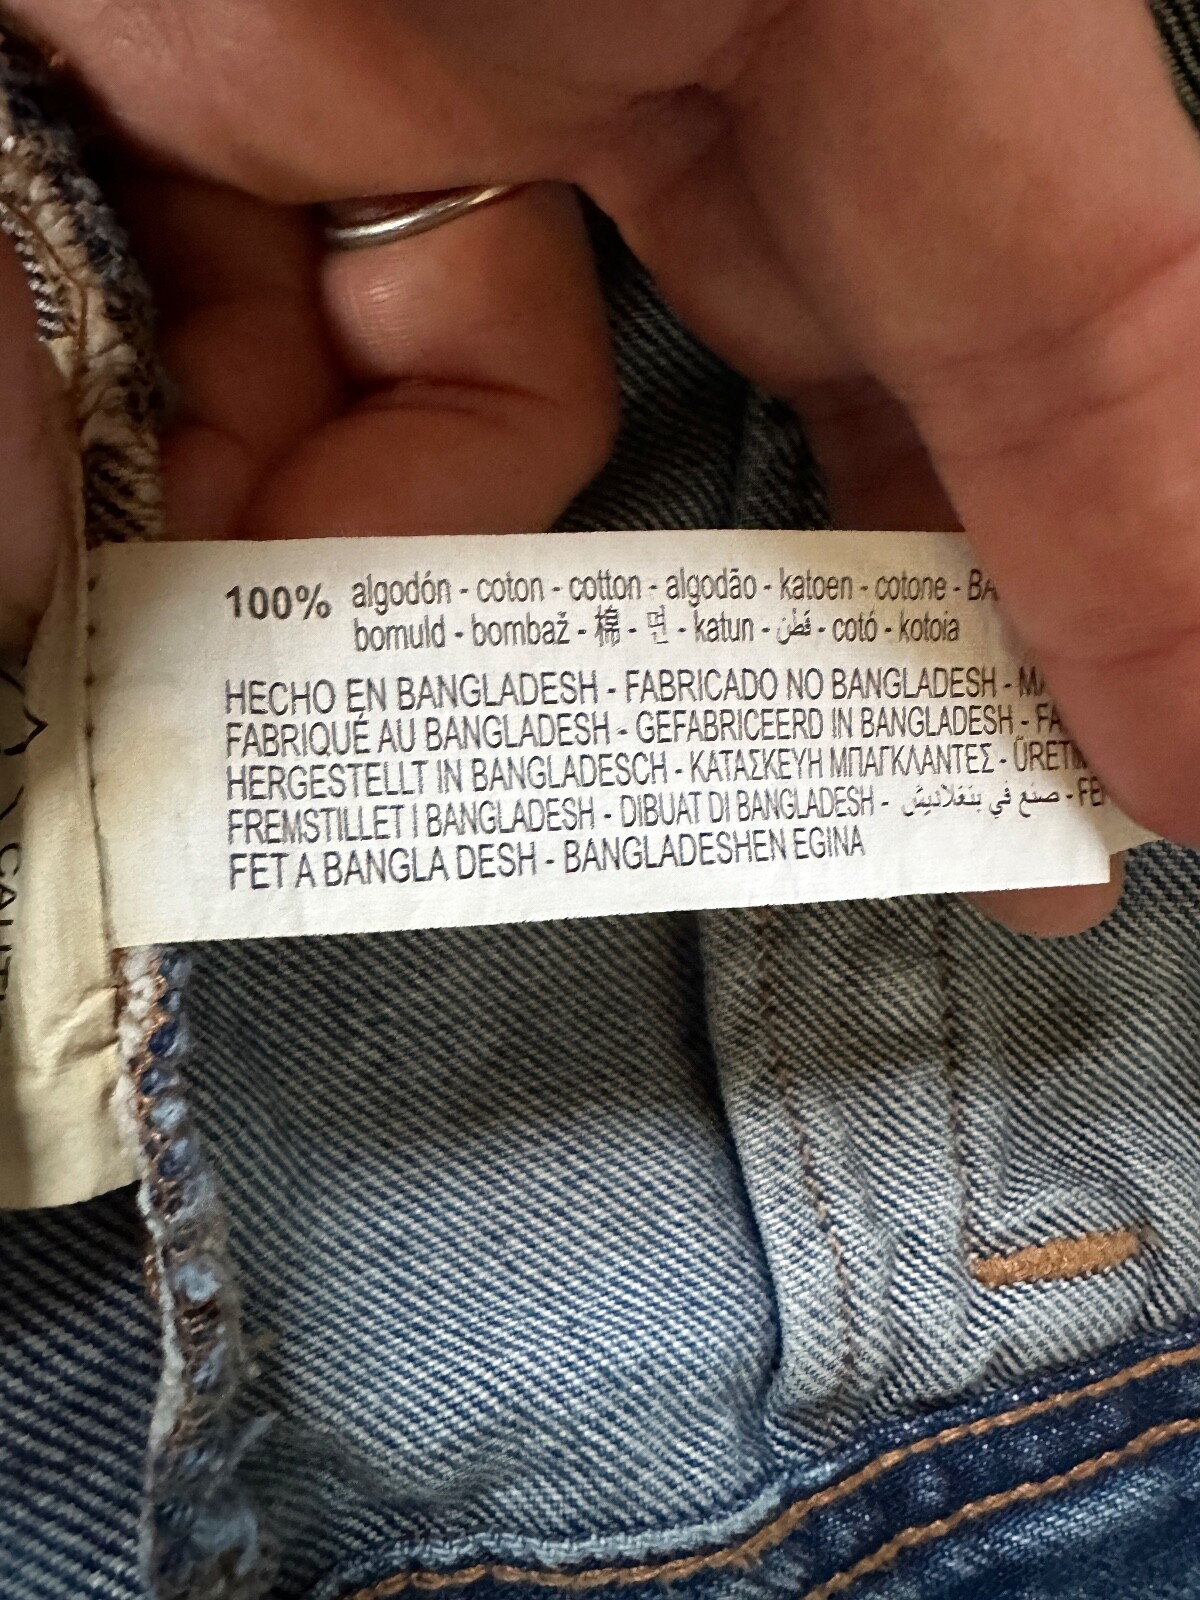 100% algodón - coton - cotton - algodão - katoen - cotone -
bomuld - bombaž - 棉 - 면 - katun - قطن - cotó - kotoia
HECHO EN BANGLADESH - FABRICADO NO BANGLADESH -
FABRIQUÉ AU BANGLADESH - GEFABRICEERD IN BANGLADESH -
HERGESTELLT IN BANGLADESCH - ΚΑΤΑΣΚΕΥΗ ΜΠΑΓΚΛΑΝΤΕΣ -
FREMSTILLET I BANGLADESH - DIBUAT DI BANGLADESH - صنع في بنغلاديش -
FET A BANGLA DESH - BANGLADESHEN EGINA